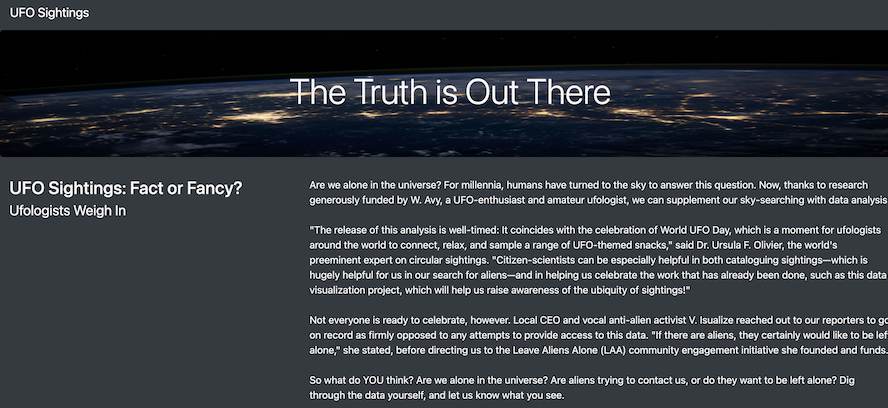 UFO Sightings
The Truth is Out There
UFO Sightings: Fact or Fancy?
Ufologists Weigh In
Are we alone in the universe? For millennia, humans have turned to the sky to answer this question. Now, thanks to research
generously funded by W. Avy, a UFO-enthusiast and amateur ufologist, we can supplement our sky-searching with data analysis
"The release of this analysis is well-timed: It coincides with the celebration of World UFO Day, which is a moment for ufologists
around the world to connect, relax, and sample a range of UFO-themed snacks," said Dr. Ursula F. Olivier, the world's
preeminent expert on circular sightings. "Citizen-scientists can be especially helpful in both cataloguing sightings—which is
hugely helpful for us in our search for aliens—and in helping us celebrate the work that has already been done, such as this data
visualization project, which will help us raise awareness of the ubiquity of sightings!"
Not everyone is ready to celebrate, however. Local CEO and vocal anti-alien activist V. Isualize reached out to our reporters to go
on record as firmly opposed to any attempts to provide access to this data. "If there are aliens, they certainly would like to be lef
alone," she stated, before directing us to the Leave Aliens Alone (LAA) community engagement initiative she founded and funds.
So what do YOU think? Are we alone in the universe? Are aliens trying to contact us, or do they want to be left alone? Dig
through the data yourself, and let us know what you see.